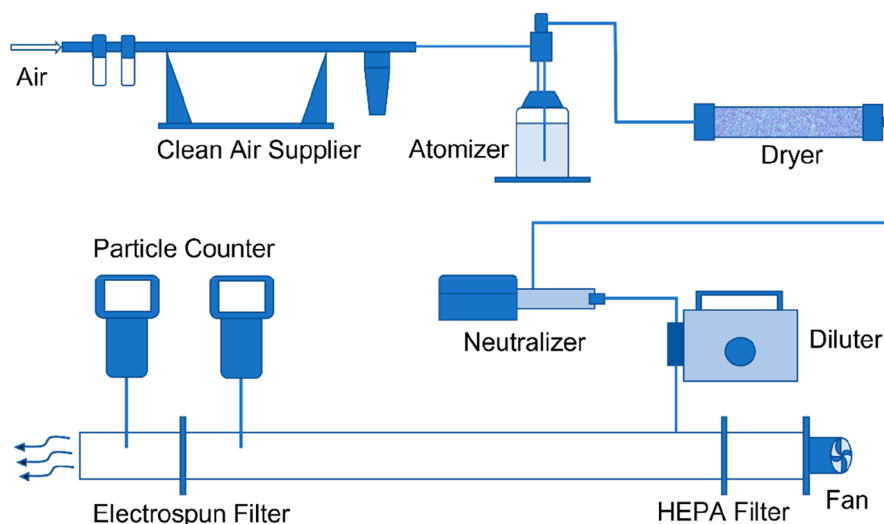 Air
Clean Air Supplier
Atomizer
Dryer
Particle Counter
Neutralizer
Diluter
Electrospun Filter
HEPA Filter
Fan